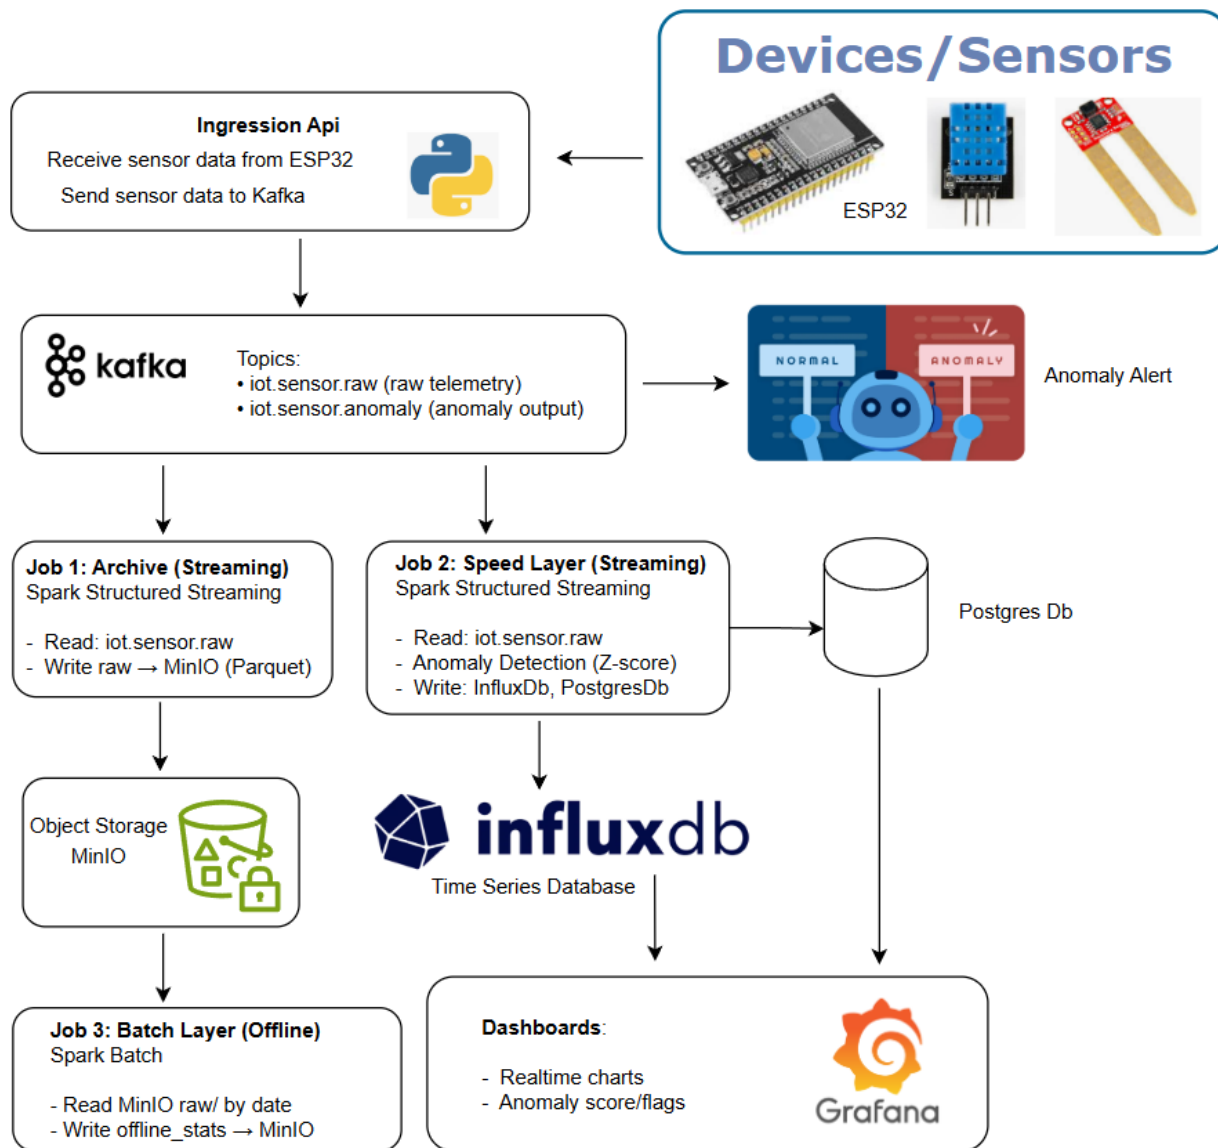 Devices/Sensors
ESP32
Ingression Api
Receive sensor data from ESP32
Send sensor data to Kafka
kafka
Topics:
• iot.sensor.raw (raw telemetry)
• iot.sensor.anomaly (anomaly output)
NORMAL
ANOMALY
Anomaly Alert
Job 1: Archive (Streaming)
Spark Structured Streaming
- Read: iot.sensor.raw
- Write raw → MinIO (Parquet)
Job 2: Speed Layer (Streaming)
Spark Structured Streaming
- Read: iot.sensor.raw
- Anomaly Detection (Z-score)
- Write: InfluxDb, PostgresDb
Postgres Db
Object Storage
MinIO
influxdb
Time Series Database
Job 3: Batch Layer (Offline)
Spark Batch
- Read MinIO raw/ by date
- Write offline_stats → MinIO
Dashboards:
- Realtime charts
- Anomaly score/flags
Grafana